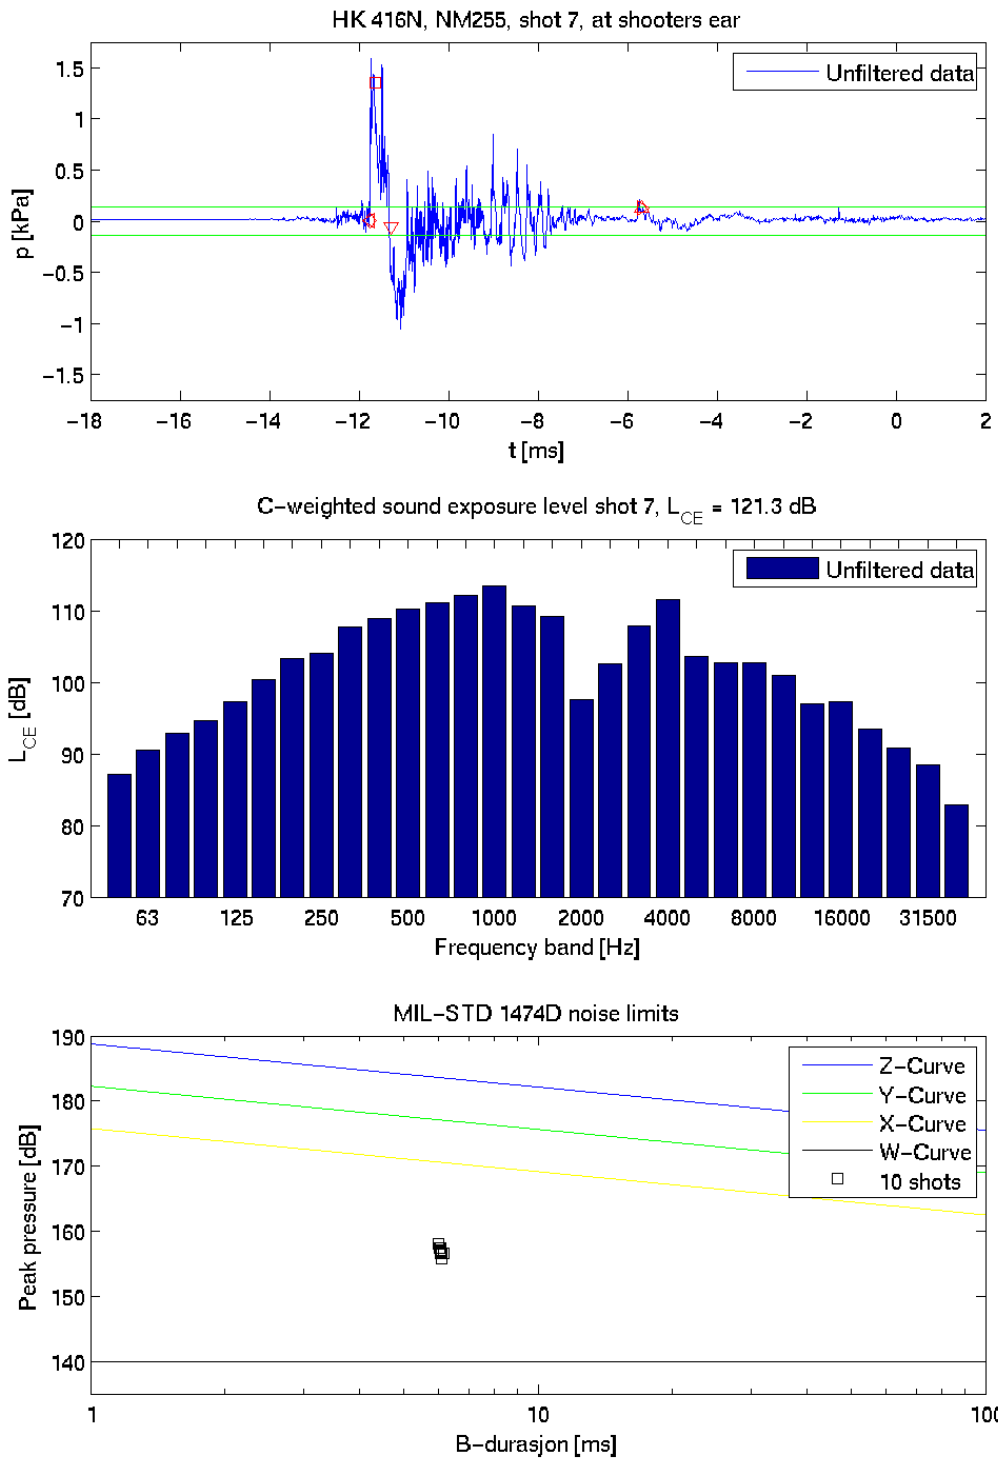 HK 416N, NM255, shot 7, at shooters ear
Unfiltered data
1.5
1
0.5
0
−0.5
−1
−1.5
p [kPa]
−18 −16 −14 −12 −10 −8 −6 −4 −2 0 2
t [ms]
C−weighted sound exposure level shot 7, L_CE = 121.3 dB
Unfiltered data
120
110
100
90
80
70
L_CE [dB]
63 125 250 500 1000 2000 4000 8000 16000 31500
Frequency band [Hz]
MIL−STD 1474D noise limits
Z−Curve
Y−Curve
X−Curve
W−Curve
10 shots
190
180
170
160
150
140
Peak pressure [dB]
1 10 100
B−durasjon [ms]